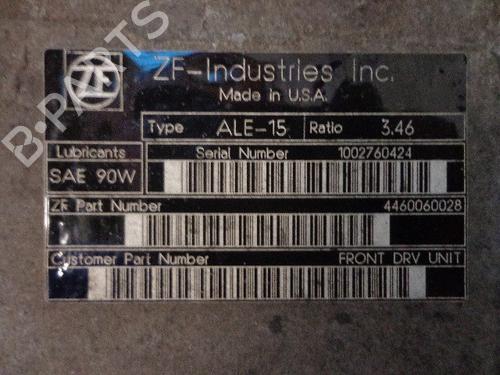 ZF
ZF-Industries Inc.
Made in U.S.A.
Type ALE-15 Ratio 3.46
Lubricants Serial Number 1002760424
SAE 90W
ZF Part Number 4460060028
Customer Part Number FRONT DRV UNIT
B-PARTS